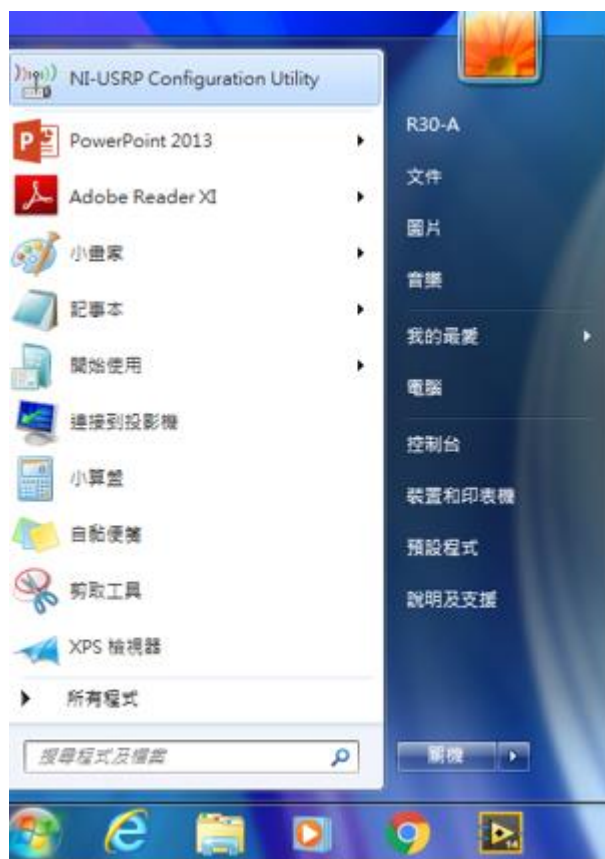 NI-USRP Configuration Utility
PowerPoint 2013
Adobe Reader XI
小畫家
記事本
開始使用
連接到投影機
小算盤
自黏便箋
剪取工具
XPS 檢視器
所有程式
搜尋程式及檔案
R30-A
文件
圖片
音樂
我的最愛
電腦
控制台
裝置和印表機
預設程式
說明及支援
關機
14